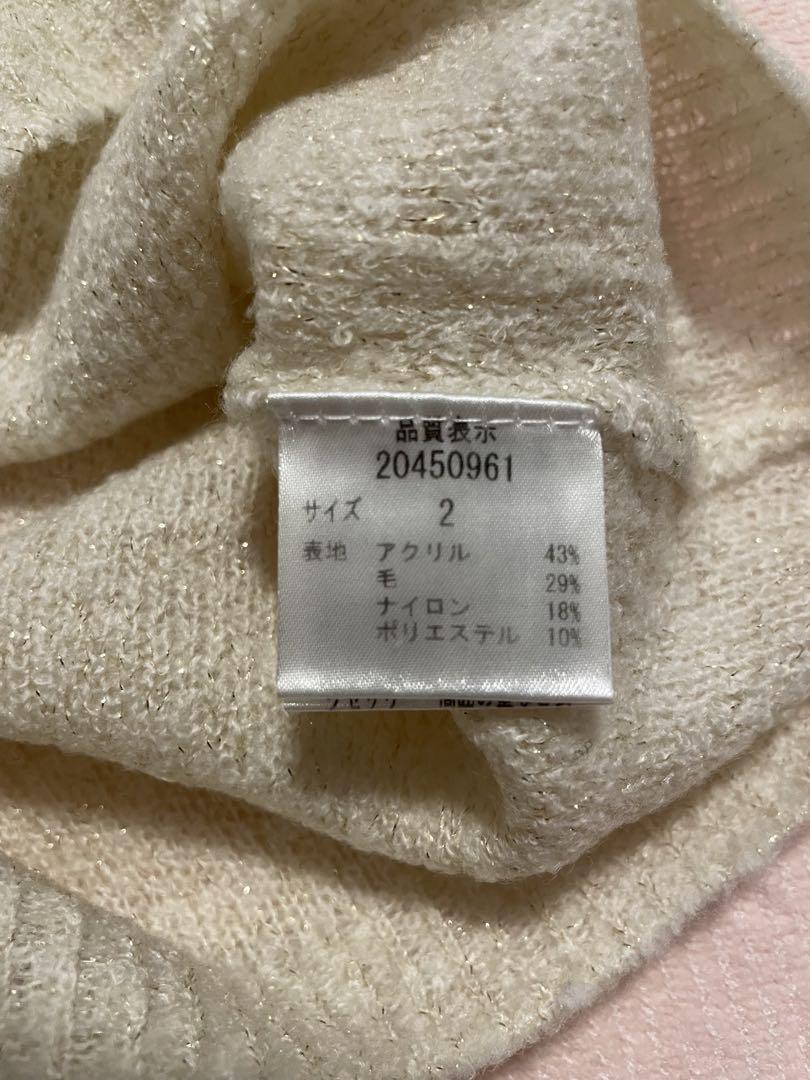 品質表示
20450961
サイズ 2
表地 アクリル 43%
毛 29%
ナイロン 18%
ポリエステル 10%